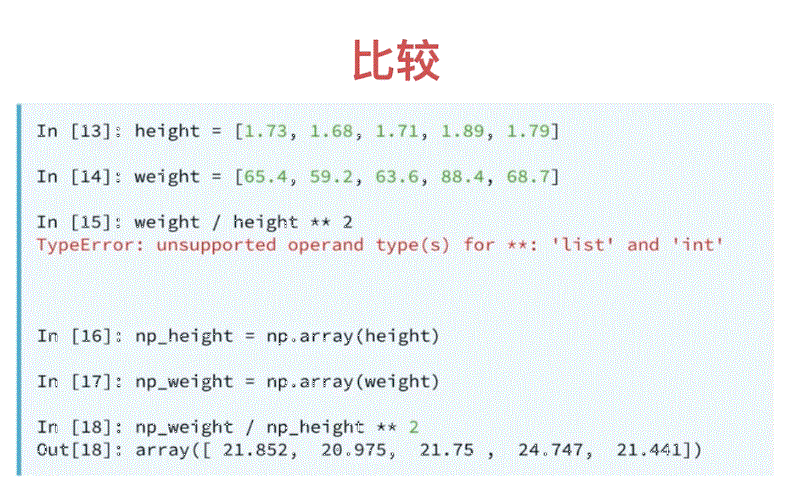 比较
In [13]: height = [1.73, 1.68, 1.71, 1.89, 1.79]
In [14]: weight = [65.4, 59.2, 63.6, 88.4, 68.7]
In [15]: weight / height ** 2
TypeError: unsupported operand type(s) for **: 'list' and 'int'
In [16]: np_height = np.array(height)
In [17]: np_weight = np.array(weight)
In [18]: np_weight / np_height ** 2
Out[18]: array([ 21.852,  20.975,  21.75 ,  24.747,  21.441])